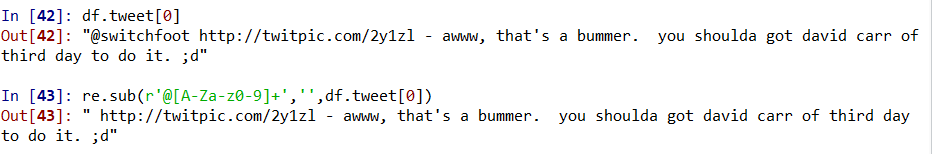 In [42]: df.tweet[0]
Out[42]: "@switchfoot http://twitpic.com/2y1zl - awww, that's a bummer.  you shoulda got david carr of
third day to do it. ;d"
In [43]: re.sub(r'@[A-Za-z0-9]+','',df.tweet[0])
Out[43]: " http://twitpic.com/2y1zl - awww, that's a bummer.  you shoulda got david carr of third day
to do it. ;d"